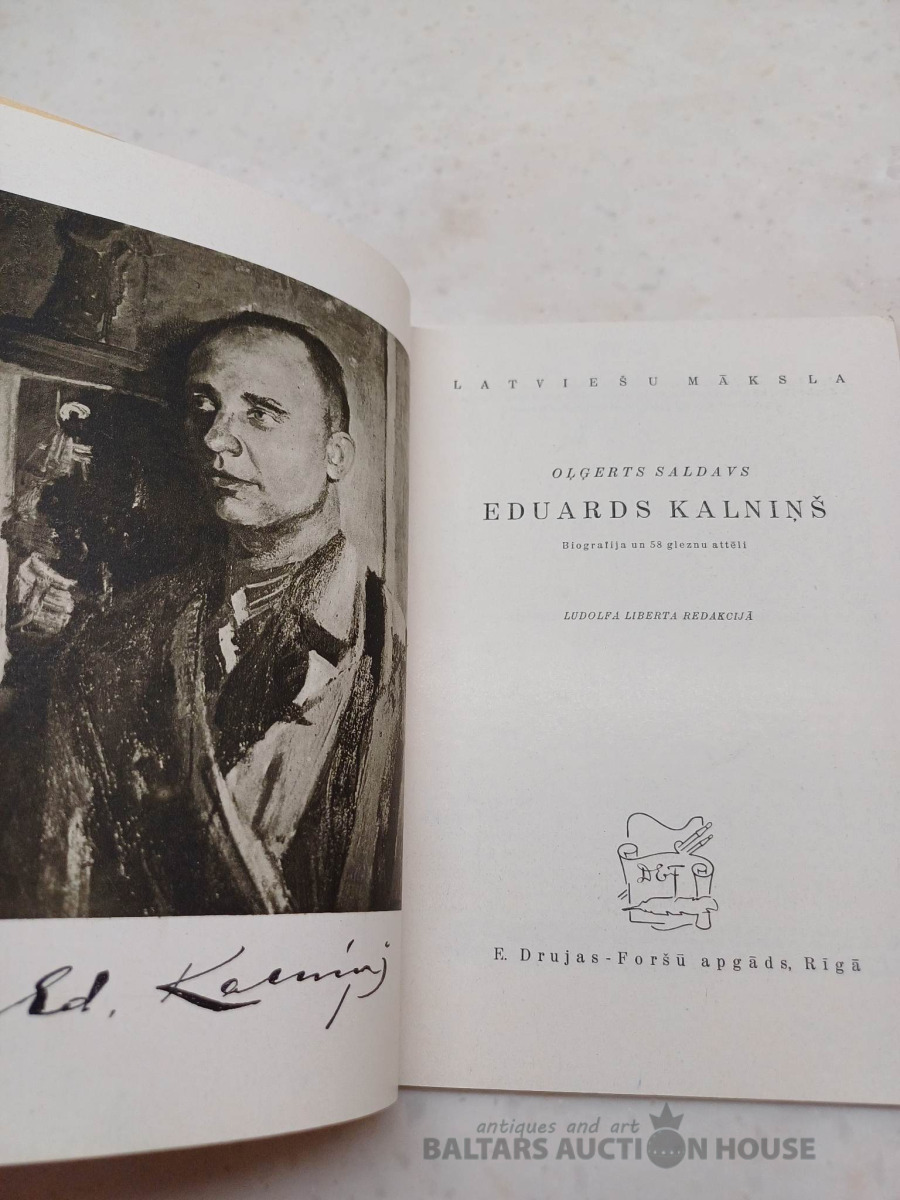 Ed. Kalniņš
LATVIEŠU MĀKSLA
OĻĢERTS SALDAVS
EDUARDS KALNIŅŠ
Biografija un 58 gleznu attēli
LUDOLFA LIBERTA REDAKCIJĀ
D&F
E. Drujas-Foršū apgāds, Rīgā
antiques and art
BALTARS AUCTION HOUSE